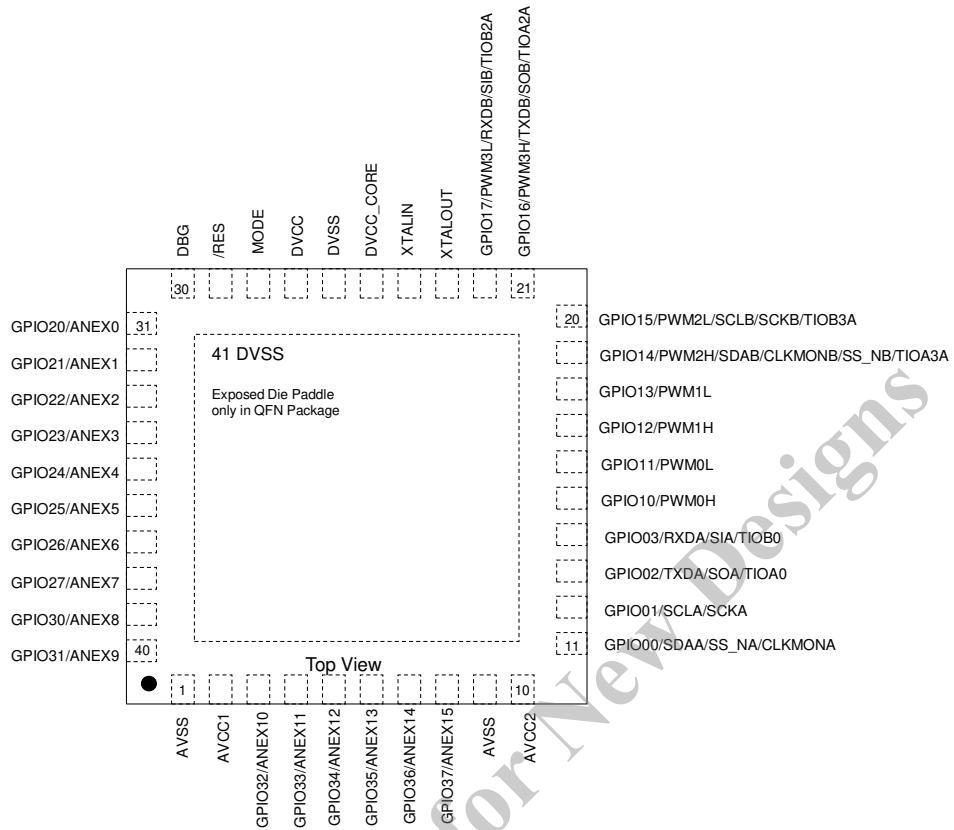 GPIO17/PWM3L/RXDB/SIB/TIOB2A
GPIO16/PWM3H/TXDB/SOB/TIOA2A
DBG
/RES
MODE
DVCC
DVSS
DVCC_CORE
XTALIN
XTALOUT
30
21
GPIO20/ANEX0
31
GPIO21/ANEX1
GPIO22/ANEX2
GPIO23/ANEX3
GPIO24/ANEX4
GPIO25/ANEX5
GPIO26/ANEX6
GPIO27/ANEX7
GPIO30/ANEX8
GPIO31/ANEX9
40
41 DVSS
Exposed Die Paddle
only in QFN Package
Top View
20
GPIO15/PWM2L/SCLB/SCKB/TIOB3A
GPIO14/PWM2H/SDAB/CLKMONB/SS_NB/TIOA3A
GPIO13/PWM1L
GPIO12/PWM1H
GPIO11/PWM0L
GPIO10/PWM0H
GPIO03/RXDA/SIA/TIOB0
GPIO02/TXDA/SOA/TIOA0
GPIO01/SCLA/SCKA
11
GPIO00/SDAA/SS_NA/CLKMONA
1
10
AVSS
AVCC1
GPIO32/ANEX10
GPIO33/ANEX11
GPIO34/ANEX12
GPIO35/ANEX13
GPIO36/ANEX14
GPIO37/ANEX15
AVSS
AVCC2
for New Designs